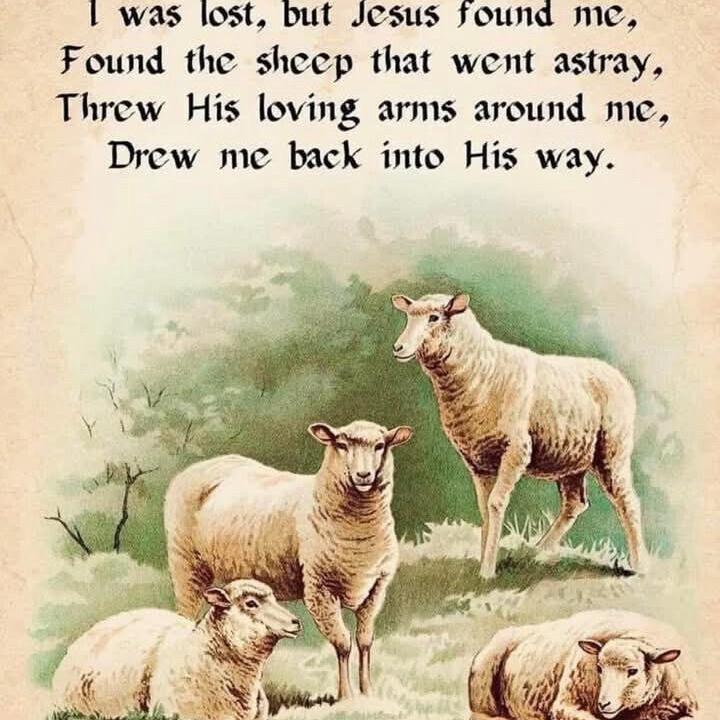 I was lost, but Jesus found me,
Found the sheep that went astray,
Threw His loving arms around me,
Drew me back into His way.